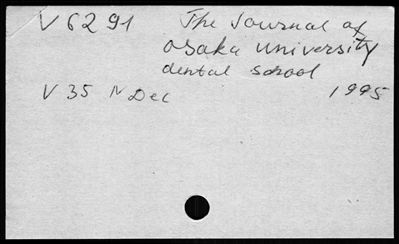 V 6291 The Journal of
osaka university
dental school
V 35 N Dec 1995